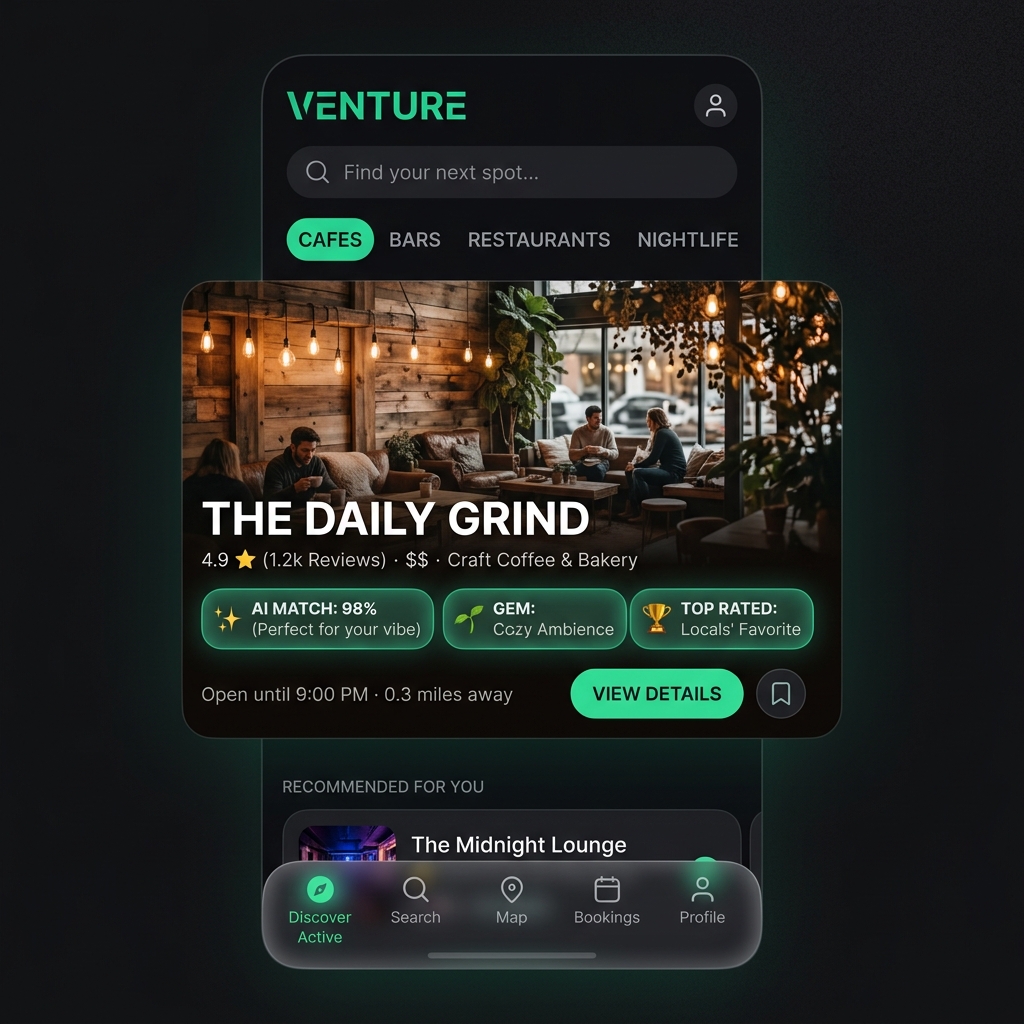 VENTURE
Find your next spot...
CAFES BARS RESTAURANTS NIGHTLIFE
THE DAILY GRIND
4.9 ⭐ (1.2k Reviews) · $$ · Craft Coffee & Bakery
✨ AI MATCH: 98%
(Perfect for your vibe)
🌱 GEM:
Cozy Ambience
🏆 TOP RATED:
Locals' Favorite
Open until 9:00 PM · 0.3 miles away
VIEW DETAILS
RECOMMENDED FOR YOU
The Midnight Lounge
Discover Search Map Bookings Profile
Active